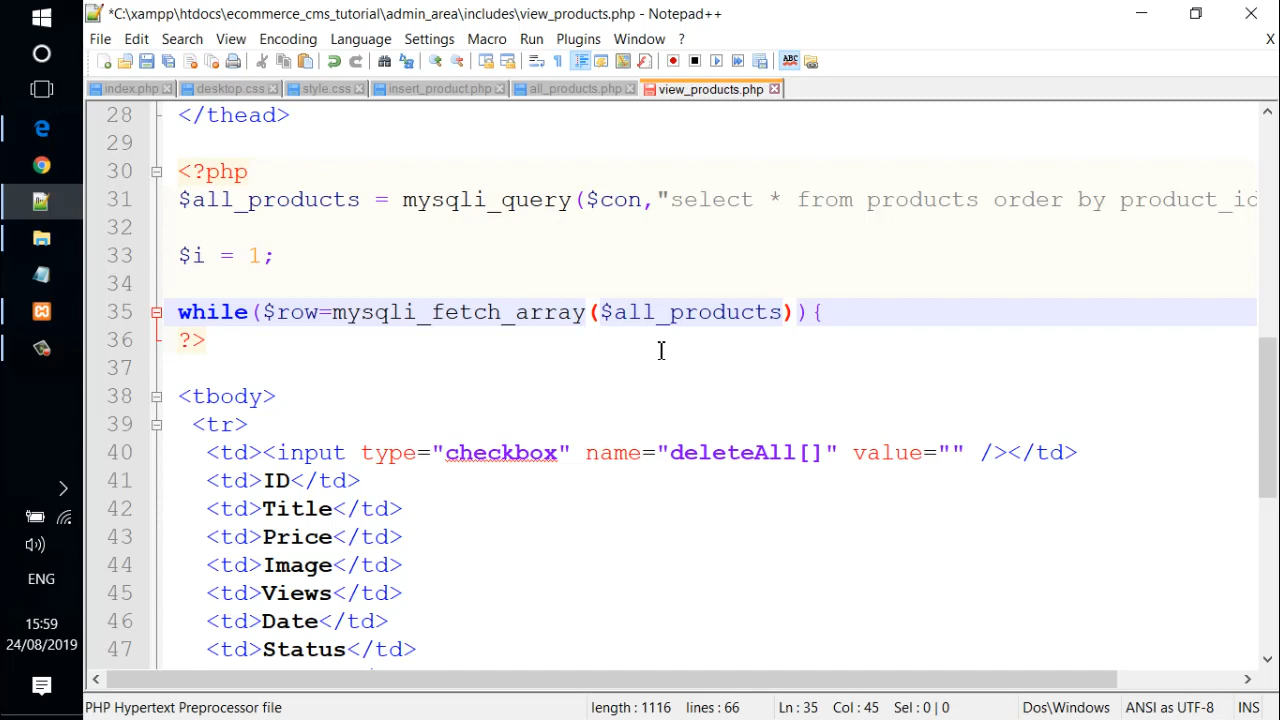 *C:\xampp\htdocs\ecommerce_cms_tutorial\admin_area\includes\view_products.php - Notepad++
File Edit Search View Encoding Language Settings Macro Run Plugins Window ? X
index.php desktop.css style.css insert_product.php all_products.php view_products.php
28 </thead>
29
30 <?php
31 $all_products = mysqli_query($con,"select * from products order by product_id
32
33 $i = 1;
34
35 while($row=mysqli_fetch_array($all_products)){
36 ?>
37
38 <tbody>
39 <tr>
40 <td><input type="checkbox" name="deleteAll[]" value="" /></td>
41 <td>ID</td>
42 <td>Title</td>
43 <td>Price</td>
44 <td>Image</td>
45 <td>Views</td>
46 <td>Date</td>
47 <td>Status</td>
ENG
15:59
24/08/2019
PHP Hypertext Preprocessor file length : 1116 lines : 66 Ln : 35 Col : 45 Sel : 0 | 0 Dos\Windows ANSI as UTF-8 INS